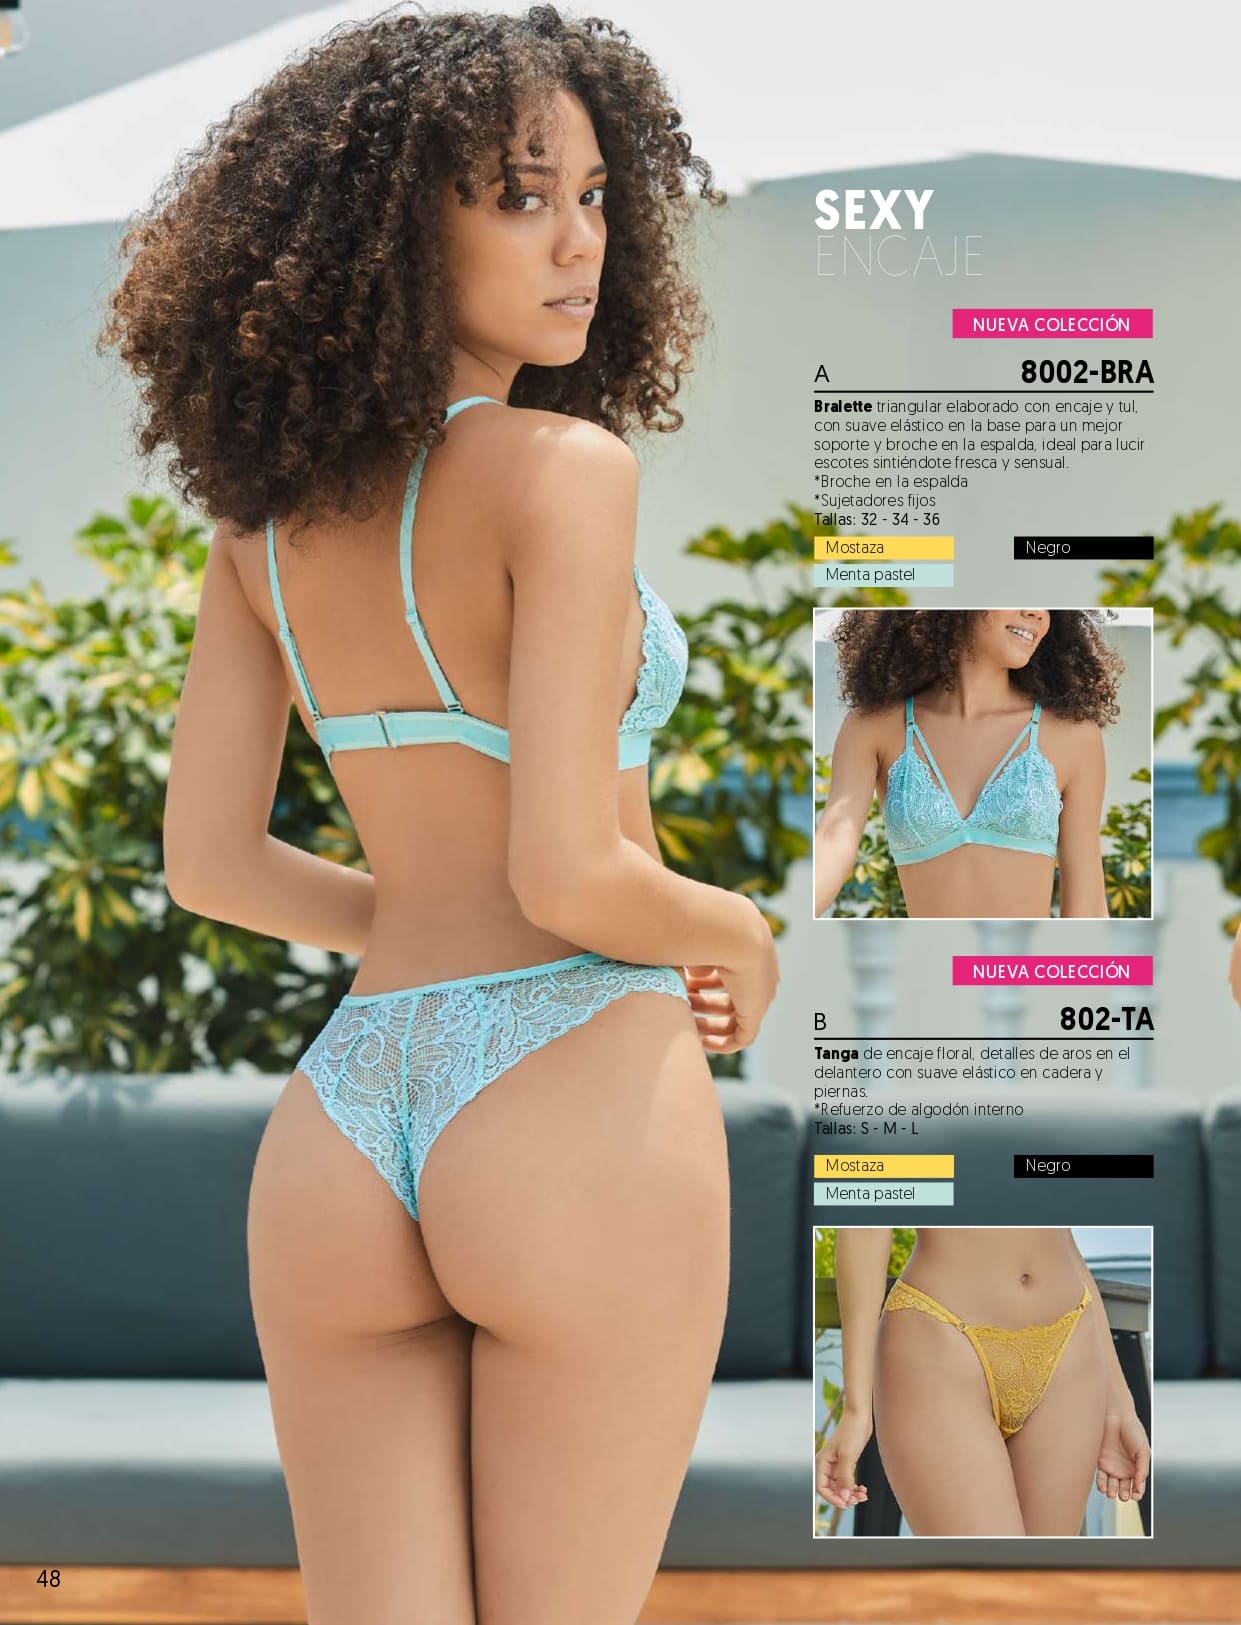 SEXY
ENCAJE
NUEVA COLECCIÓN
A 8002-BRA
Bralette triangular elaborado con encaje y tul,
con suave elástico en la base para un mejor
soporte y broche en la espalda, ideal para lucir
escotes sintiéndote fresca y sensual.
*Broche en la espalda
*Sujetadores fijos
Tallas: 32 - 34 - 36
Mostaza Negro
Menta pastel
NUEVA COLECCIÓN
B 802-TA
Tanga de encaje floral, detalles de aros en el
delantero con suave elástico en cadera y
piernas.
*Refuerzo de algodón interno
Tallas: S - M - L
Mostaza Negro
Menta pastel
48